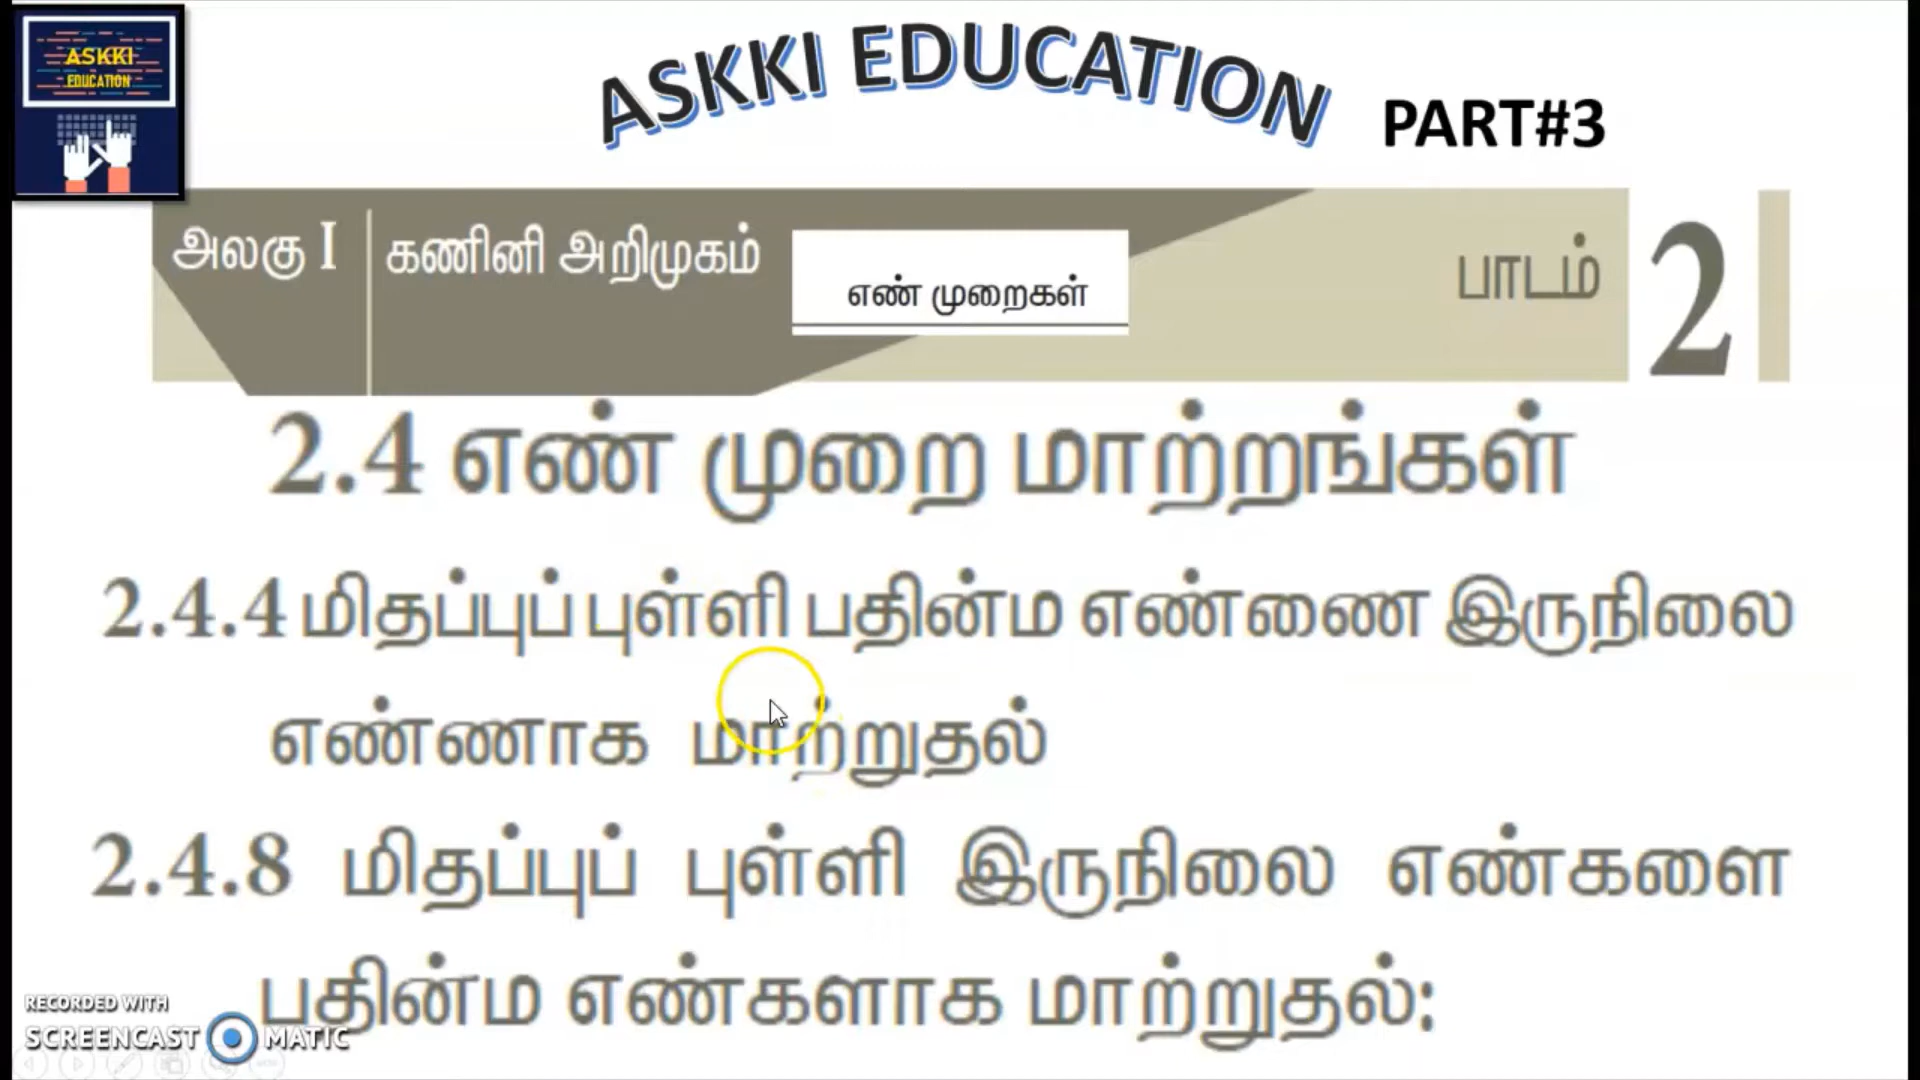 ASKKI
EDUCATION
ASKKI EDUCATION
PART#3
அலகு I
கணினி அறிமுகம்
எண் முறைகள்
பாடம்
2
2.4 எண் முறை மாற்றங்கள்
2.4.4 மிதப்புப் புள்ளி பதின்ம எண்ணை இருநிலை
எண்ணாக மாற்றுதல்
2.4.8 மிதப்புப் புள்ளி இருநிலை எண்களை
பதின்ம எண்களாக மாற்றுதல்:
RECORDED WITH
SCREENCAST MATIC